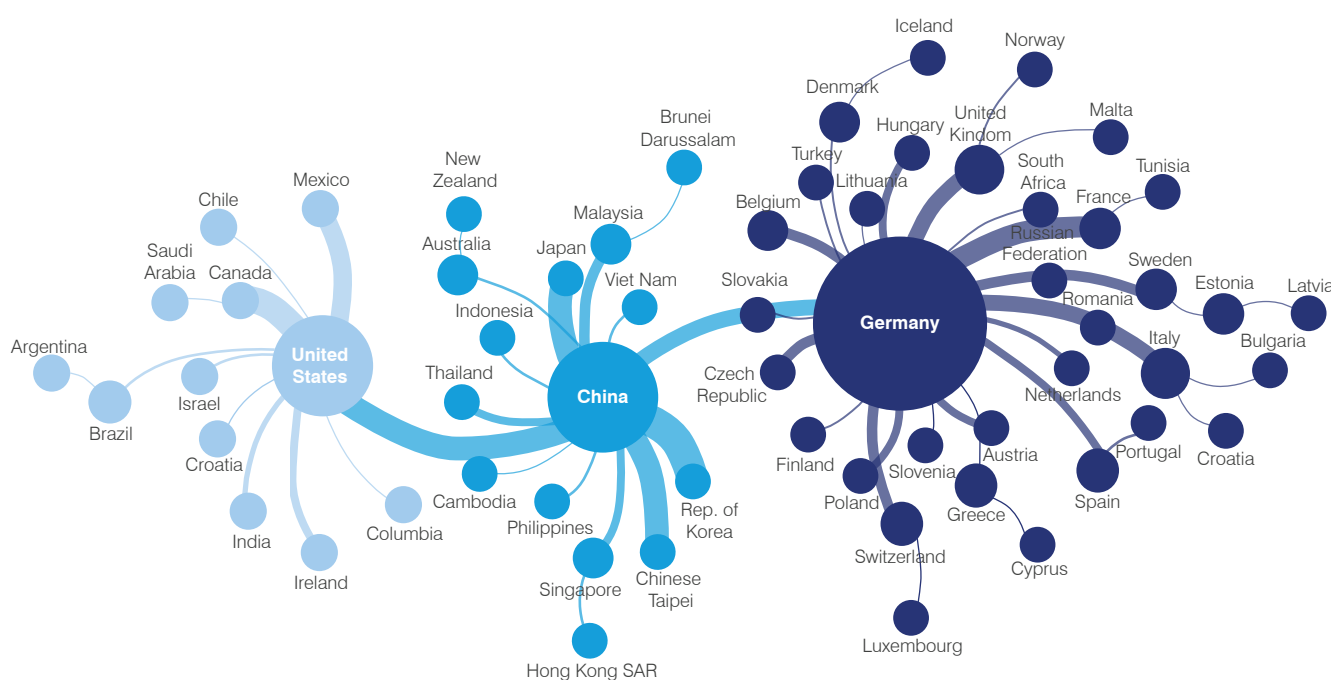 Iceland
Norway
Denmark
Hungary
United
Kindom
Malta
Brunei
Darussalam
New
Zealand
Turkey
Lithuania
South
Africa
Tunisia
Mexico
Chile
Belgium
France
Malaysia
Saudi
Arabia
Canada
Australia
Japan
Russian
Federation
Sweden
Viet Nam
Slovakia
Estonia
Latvia
Indonesia
Romania
Germany
Argentina
United
States
Italy
Bulgaria
Thailand
Czech
Republic
China
Netherlands
Israel
Brazil
Croatia
Finland
Slovenia
Austria
Portugal
Croatia
Cambodia
Poland
Spain
Rep. of
Korea
Greece
Philippines
Columbia
India
Switzerland
Cyprus
Ireland
Singapore
Chinese
Taipei
Luxembourg
Hong Kong SAR